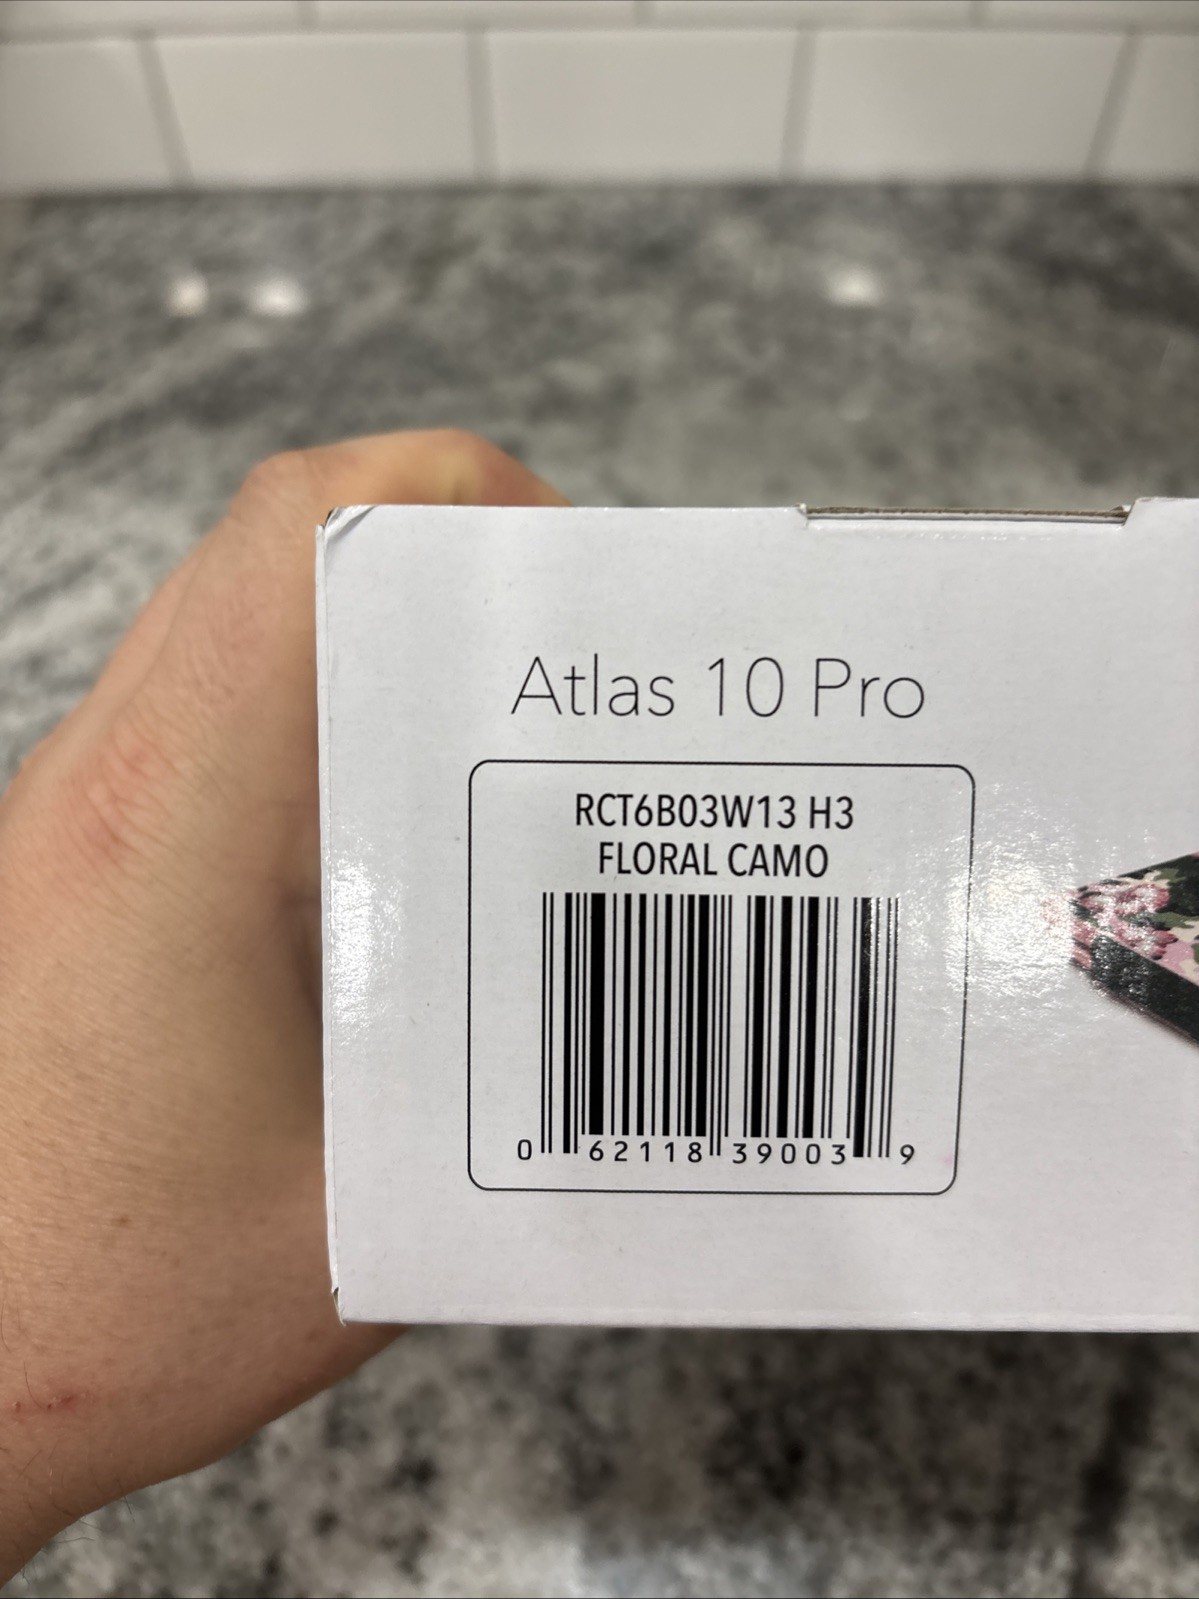 Atlas 10 Pro
RCT6B03W13 H3
FLORAL CAMO
0 62118 39003 9